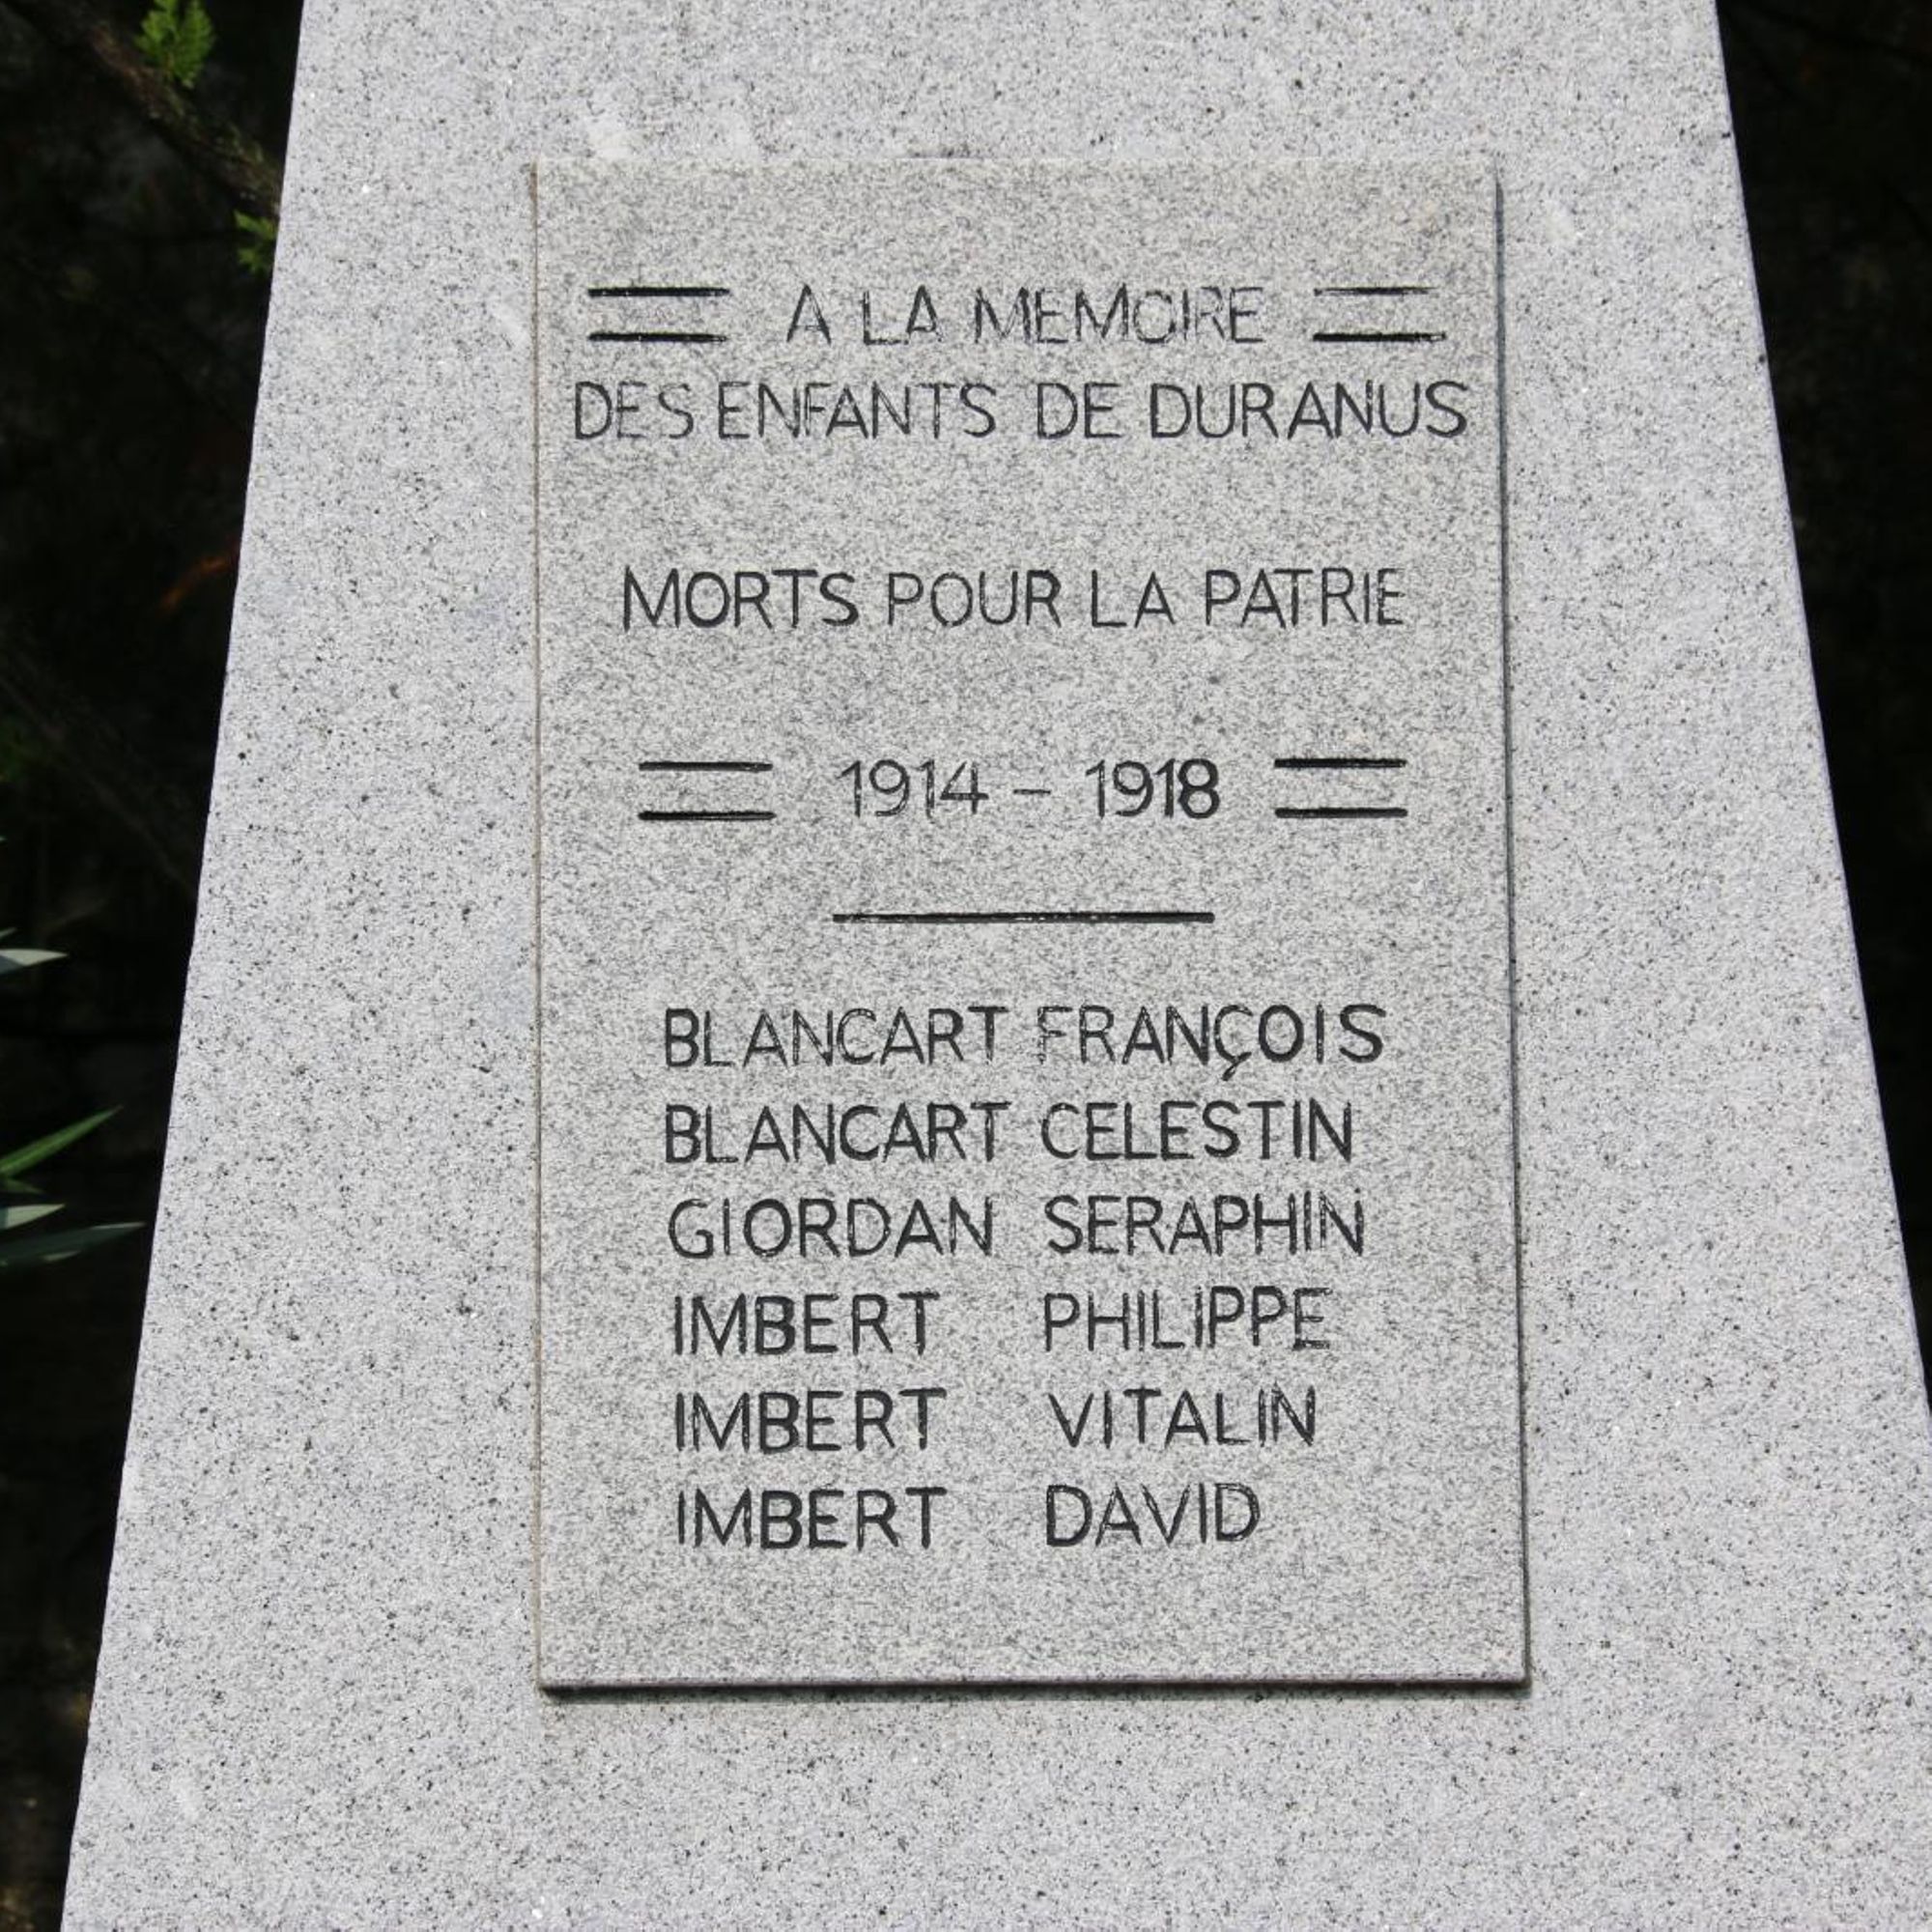 A LA MEMOIRE
DES ENFANTS DE DURANUS
MORTS POUR LA PATRIE
1914 - 1918
BLANCART FRANÇOIS
BLANCART CELESTIN
GIORDAN SERAPHIN
IMBERT PHILIPPE
IMBERT VITALIN
IMBERT DAVID